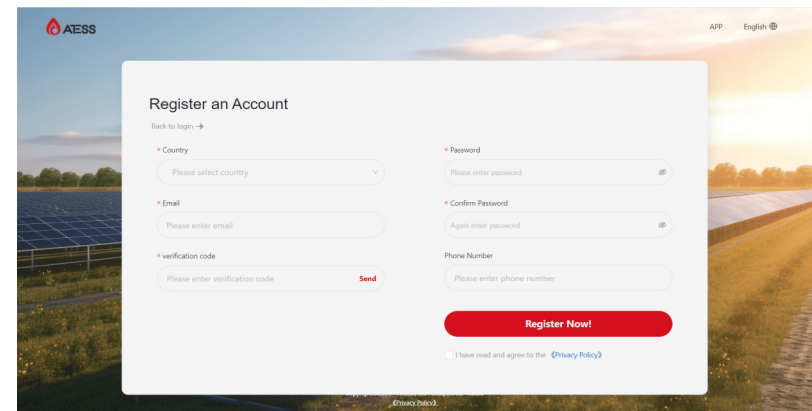 ATESS
APP English
Register an Account
Back to login →
* Country
Please select country
* Email
Please enter email
* verification code
Please enter verification code Send
* Password
Please enter password
* Confirm Password
Again enter password
Phone Number
Please enter phone number
Register Now!
I have read and agree to the 《Privacy Policy》
《Privacy Policy》